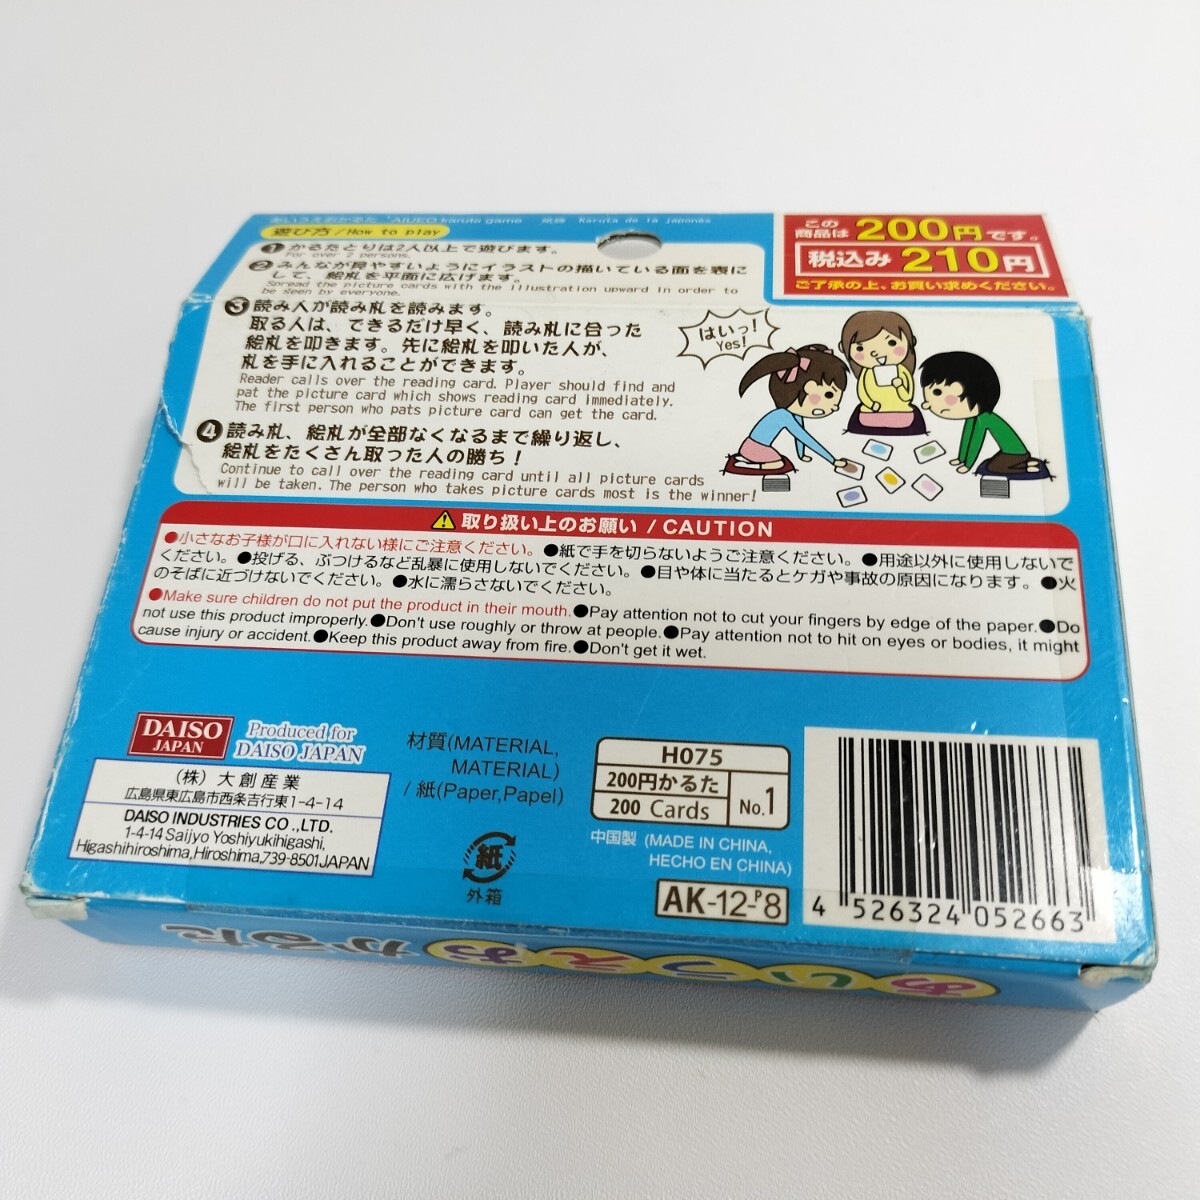 あいうえおかるた "AIUEO karuto game 紙牌 Karuta de la japonés
遊び方/How to play
① かるたとりは2人以上で遊びます。
For over 2 persons.
② みんなが見やすいようにイラストの描いている面を表に
して、絵札を平面に広げます。
Spread the picture cards with the illustration upward in order to
be seen by everyone.
③ 読み人が読み札を読みます。
取る人は、できるだけ早く、読み札に合った
絵札を叩きます。先に絵札を叩いた人が、
札を手に入れることができます。
Reader calls over the reading card. Player should find and
pat the picture card which shows reading card immediately.
The first person who pats picture card can get the card.
④ 読み札、絵札が全部なくなるまで繰り返し、
絵札をたくさん取った人の勝ち！
Continue to call over the reading card until all picture cards
will be taken. The person who takes picture cards most is the winner!
この
商品は 200円です。
税込み 210円
ご了承の上、お買い求めください。
はいっ!
Yes!
取り扱い上のお願い / CAUTION
●小さなお子様が口に入れない様にご注意ください。●紙で手を切らないようご注意ください。●用途以外に使用しないで
ください。●投げる、ぶつけるなど乱暴に使用しないでください。●目や体に当たるとケガや事故の原因になります。●火
のそばに近づけないでください。●水に濡らさないでください。
●Make sure children do not put the product in their mouth.●Pay attention not to cut your fingers by edge of the paper.●Do
not use this product improperly.●Don't use roughly or throw at people.●Pay attention not to hit on eyes or bodies, it might
cause injury or accident.●Keep this product away from fire.●Don't get it wet.
DAISO
JAPAN
Produced for
DAISO JAPAN
(株)大創産業
広島県東広島市西条吉行東1-4-14
DAISO INDUSTRIES CO.,LTD.
1-4-14 Saijyo Yoshiyukihigashi,
Higashihiroshima,Hiroshima,739-8501JAPAN
材質(MATERIAL,
MATERIAL)
/ 紙(Paper,Papel)
紙
外箱
H075
200円かるた
200 Cards
No.1
中国製 (MADE IN CHINA,
HECHO EN CHINA)
AK-12-P8
4 526324 052663
あいうえおかるた